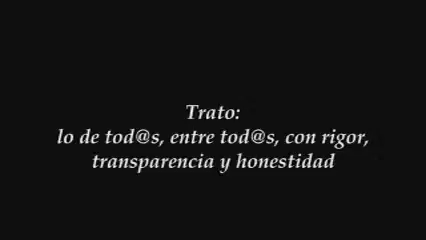 Trato:
lo de tod@s, entre tod@s, con rigor,
transparencia y honestidad